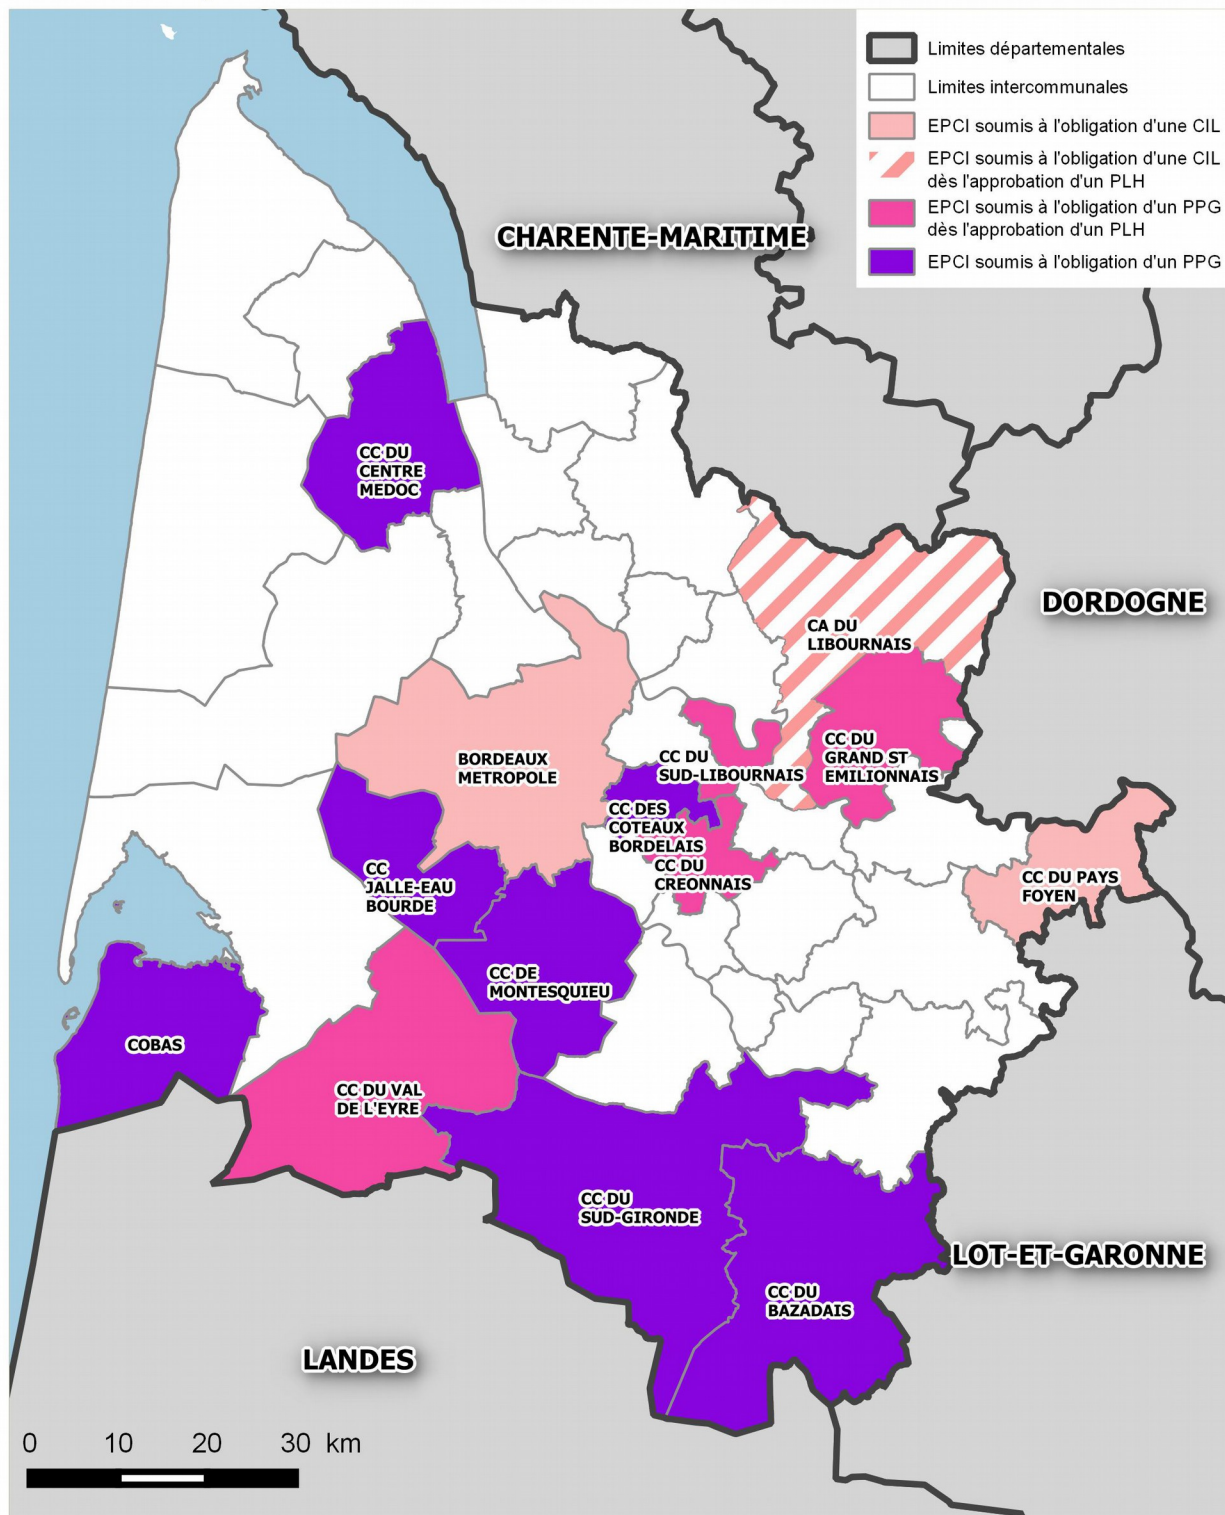 Limites départementales
Limites intercommunales
EPCI soumis à l'obligation d'une CIL
EPCI soumis à l'obligation d'une CIL
dès l'approbation d'un PLH
EPCI soumis à l'obligation d'un PPG
dès l'approbation d'un PLH
EPCI soumis à l'obligation d'un PPG
CHARENTE-MARITIME
CC DU
CENTRE
MEDOC
DORDOGNE
CA DU
LIBOURNAIS
BORDEAUX
METROPOLE
CC DU
SUD-LIBOURNAIS
CC DU
GRAND ST
EMILIONNAIS
CC DES
COTEAUX
BORDELAIS
CC DU
CREONNAIS
CC
JALLE-EAU
BOURDE
CC DU PAYS
FOYEN
CC DE
MONTESQUIEU
COBAS
CC DU VAL
DE L'EYRE
CC DU
SUD-GIRONDE
LOT-ET-GARONNE
CC DU
BAZADAIS
LANDES
0 10 20 30 km